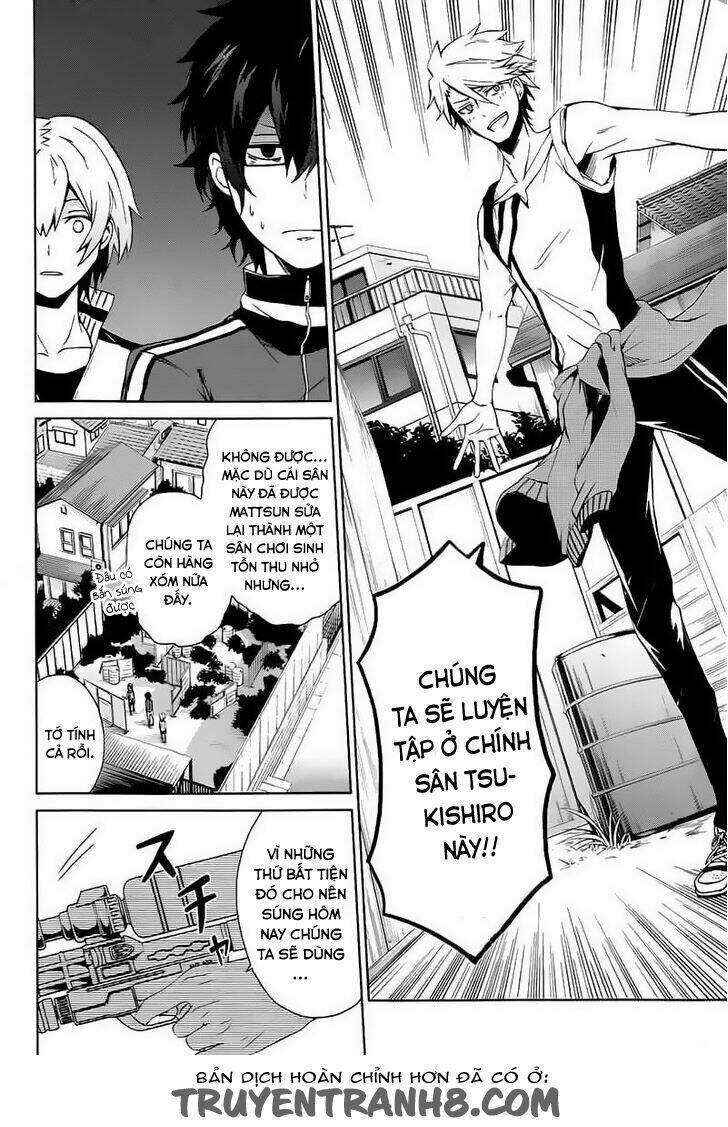 CHÚNG
TA SẼ LUYỆN
TẬP Ở CHÍNH
SÂN TSU-
KISHIRO
NÀY!!
KHÔNG ĐƯỢC...
MẶC DÙ CÁI SÂN
NÀY ĐÃ ĐƯỢC
MATTSUN SỬA
LẠI THÀNH MỘT
SÂN CHƠI SINH
TỒN THU NHỎ
NHƯNG...
CHÚNG TA
CÒN HÀNG
XÓM NỮA
ĐẤY.
Đâu có
bắn súng
được
TỚ TÍNH
CẢ RỒI.
VÌ NHỮNG
THỨ BẤT TIỆN
ĐÓ CHO NÊN
SÚNG HÔM
NAY CHÚNG
TA SẼ DÙNG
...
スチャ
BẢN DỊCH HOÀN CHỈNH HƠN ĐÃ CÓ Ở:
TRUYENTRANH8.COM